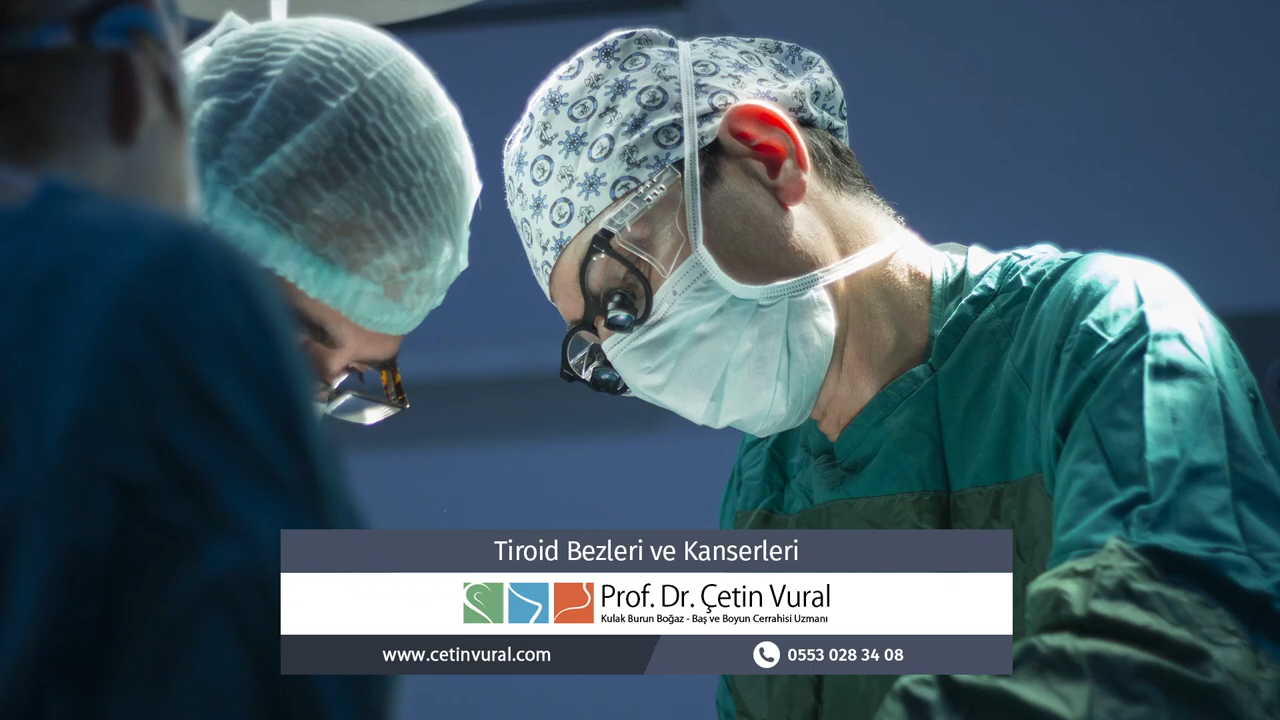 Tiroid Bezleri ve Kanserleri
Prof. Dr. Çetin Vural
Kulak Burun Boğaz - Baş ve Boyun Cerrahisi Uzmanı
www.cetinvural.com
0553 028 34 08